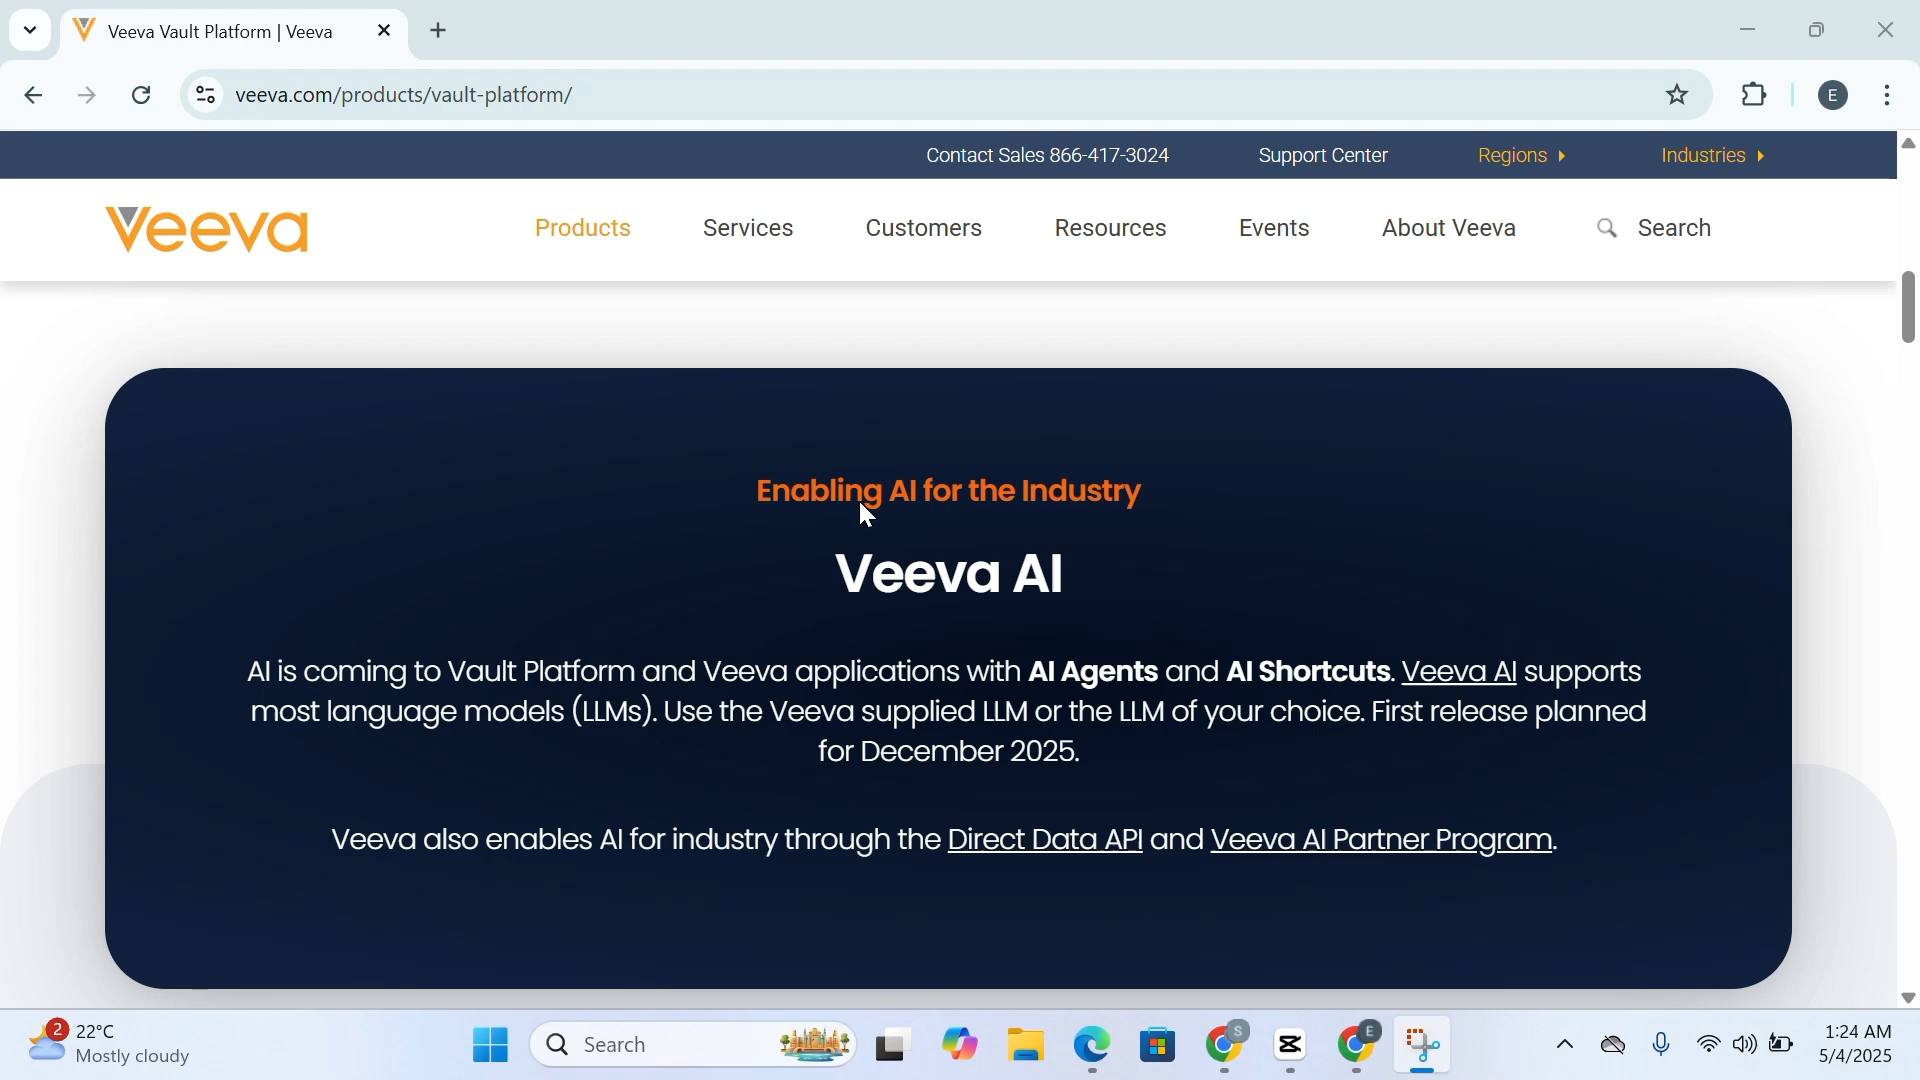 Veeva Vault Platform | Veeva
veeva.com/products/vault-platform/
E
Contact Sales 866-417-3024 Support Center Regions Industries
Veeva Products Services Customers Resources Events About Veeva Search
Enabling AI for the Industry
Veeva AI
AI is coming to Vault Platform and Veeva applications with AI Agents and AI Shortcuts. Veeva AI supports
most language models (LLMs). Use the Veeva supplied LLM or the LLM of your choice. First release planned
for December 2025.
Veeva also enables AI for industry through the Direct Data API and Veeva AI Partner Program.
2
22°C
Mostly cloudy
Search
S
E
1:24 AM
5/4/2025